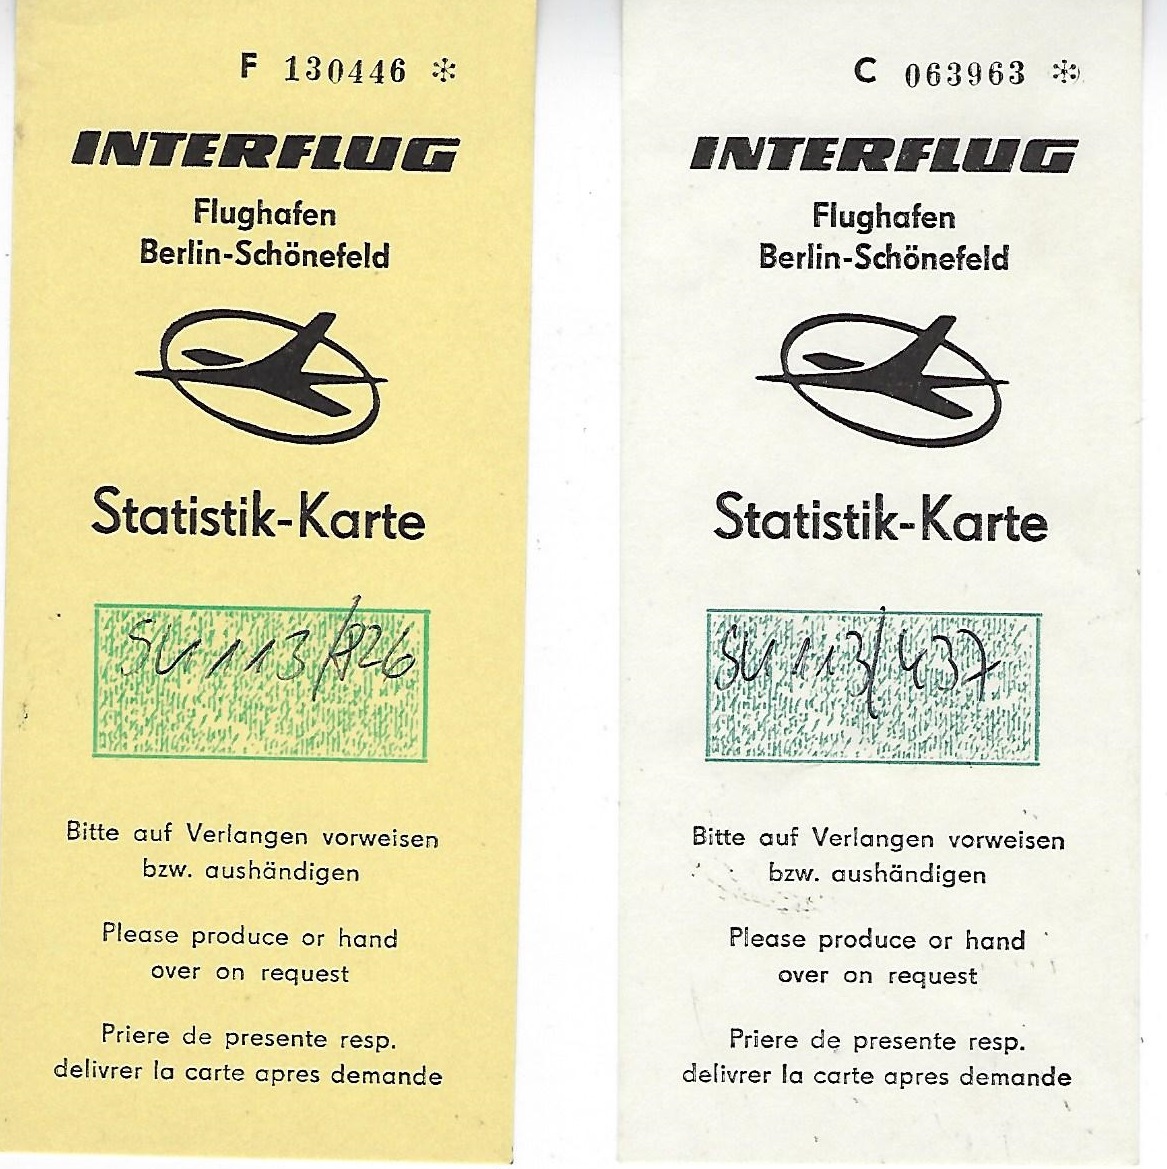 F 130446 *
INTERFLUG
Flughafen
Berlin-Schönefeld
Statistik-Karte
SU 113/826
Bitte auf Verlangen vorweisen
bzw. aushändigen
Please produce or hand
over on request
Priere de presente resp.
delivrer la carte apres demande
C 063963 *
INTERFLUG
Flughafen
Berlin-Schönefeld
Statistik-Karte
SU 113/437
Bitte auf Verlangen vorweisen
bzw. aushändigen
Please produce or hand
over on request
Priere de presente resp.
delivrer la carte apres demande